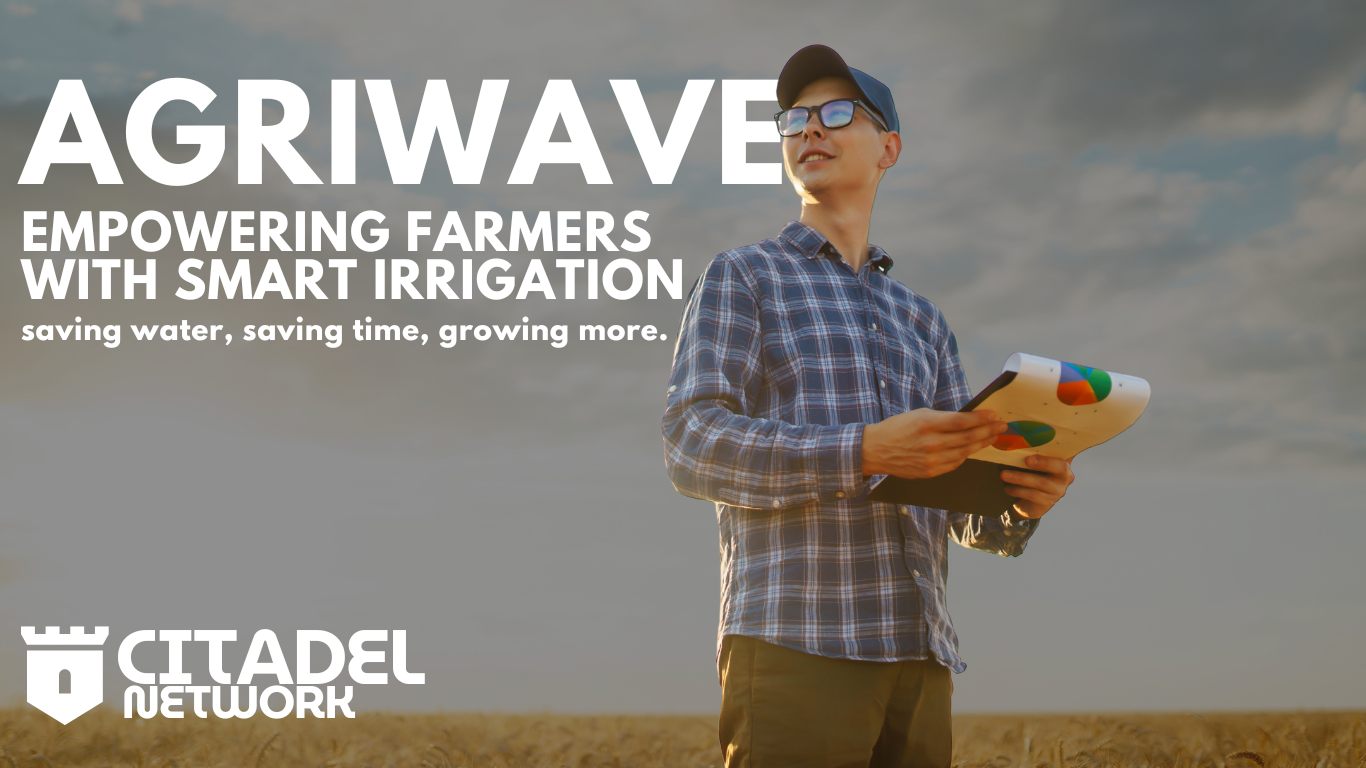 AGRIWAVE
EMPOWERING FARMERS
WITH SMART IRRIGATION
saving water, saving time, growing more.
CITADEL
NETWORK